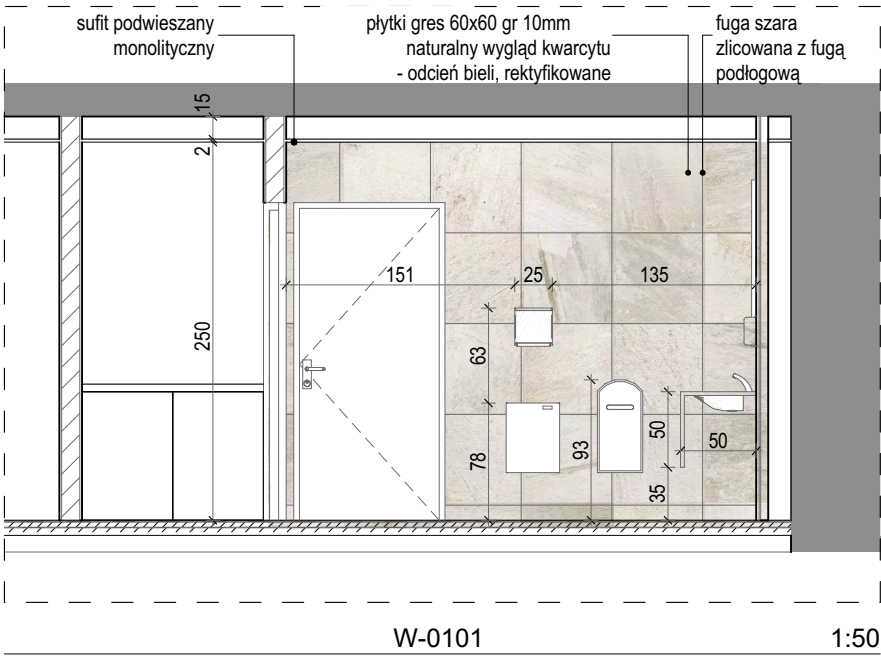 sufit podwieszany
monolityczny
płytki gres 60x60 gr 10mm
naturalny wygląd kwarcytu
- odcień bieli, rektyfikowane
fuga szara
zlicowana z fugą
podłogową
15
2
250
151
25
135
63
78
93
50
35
50
W-0101
1:50